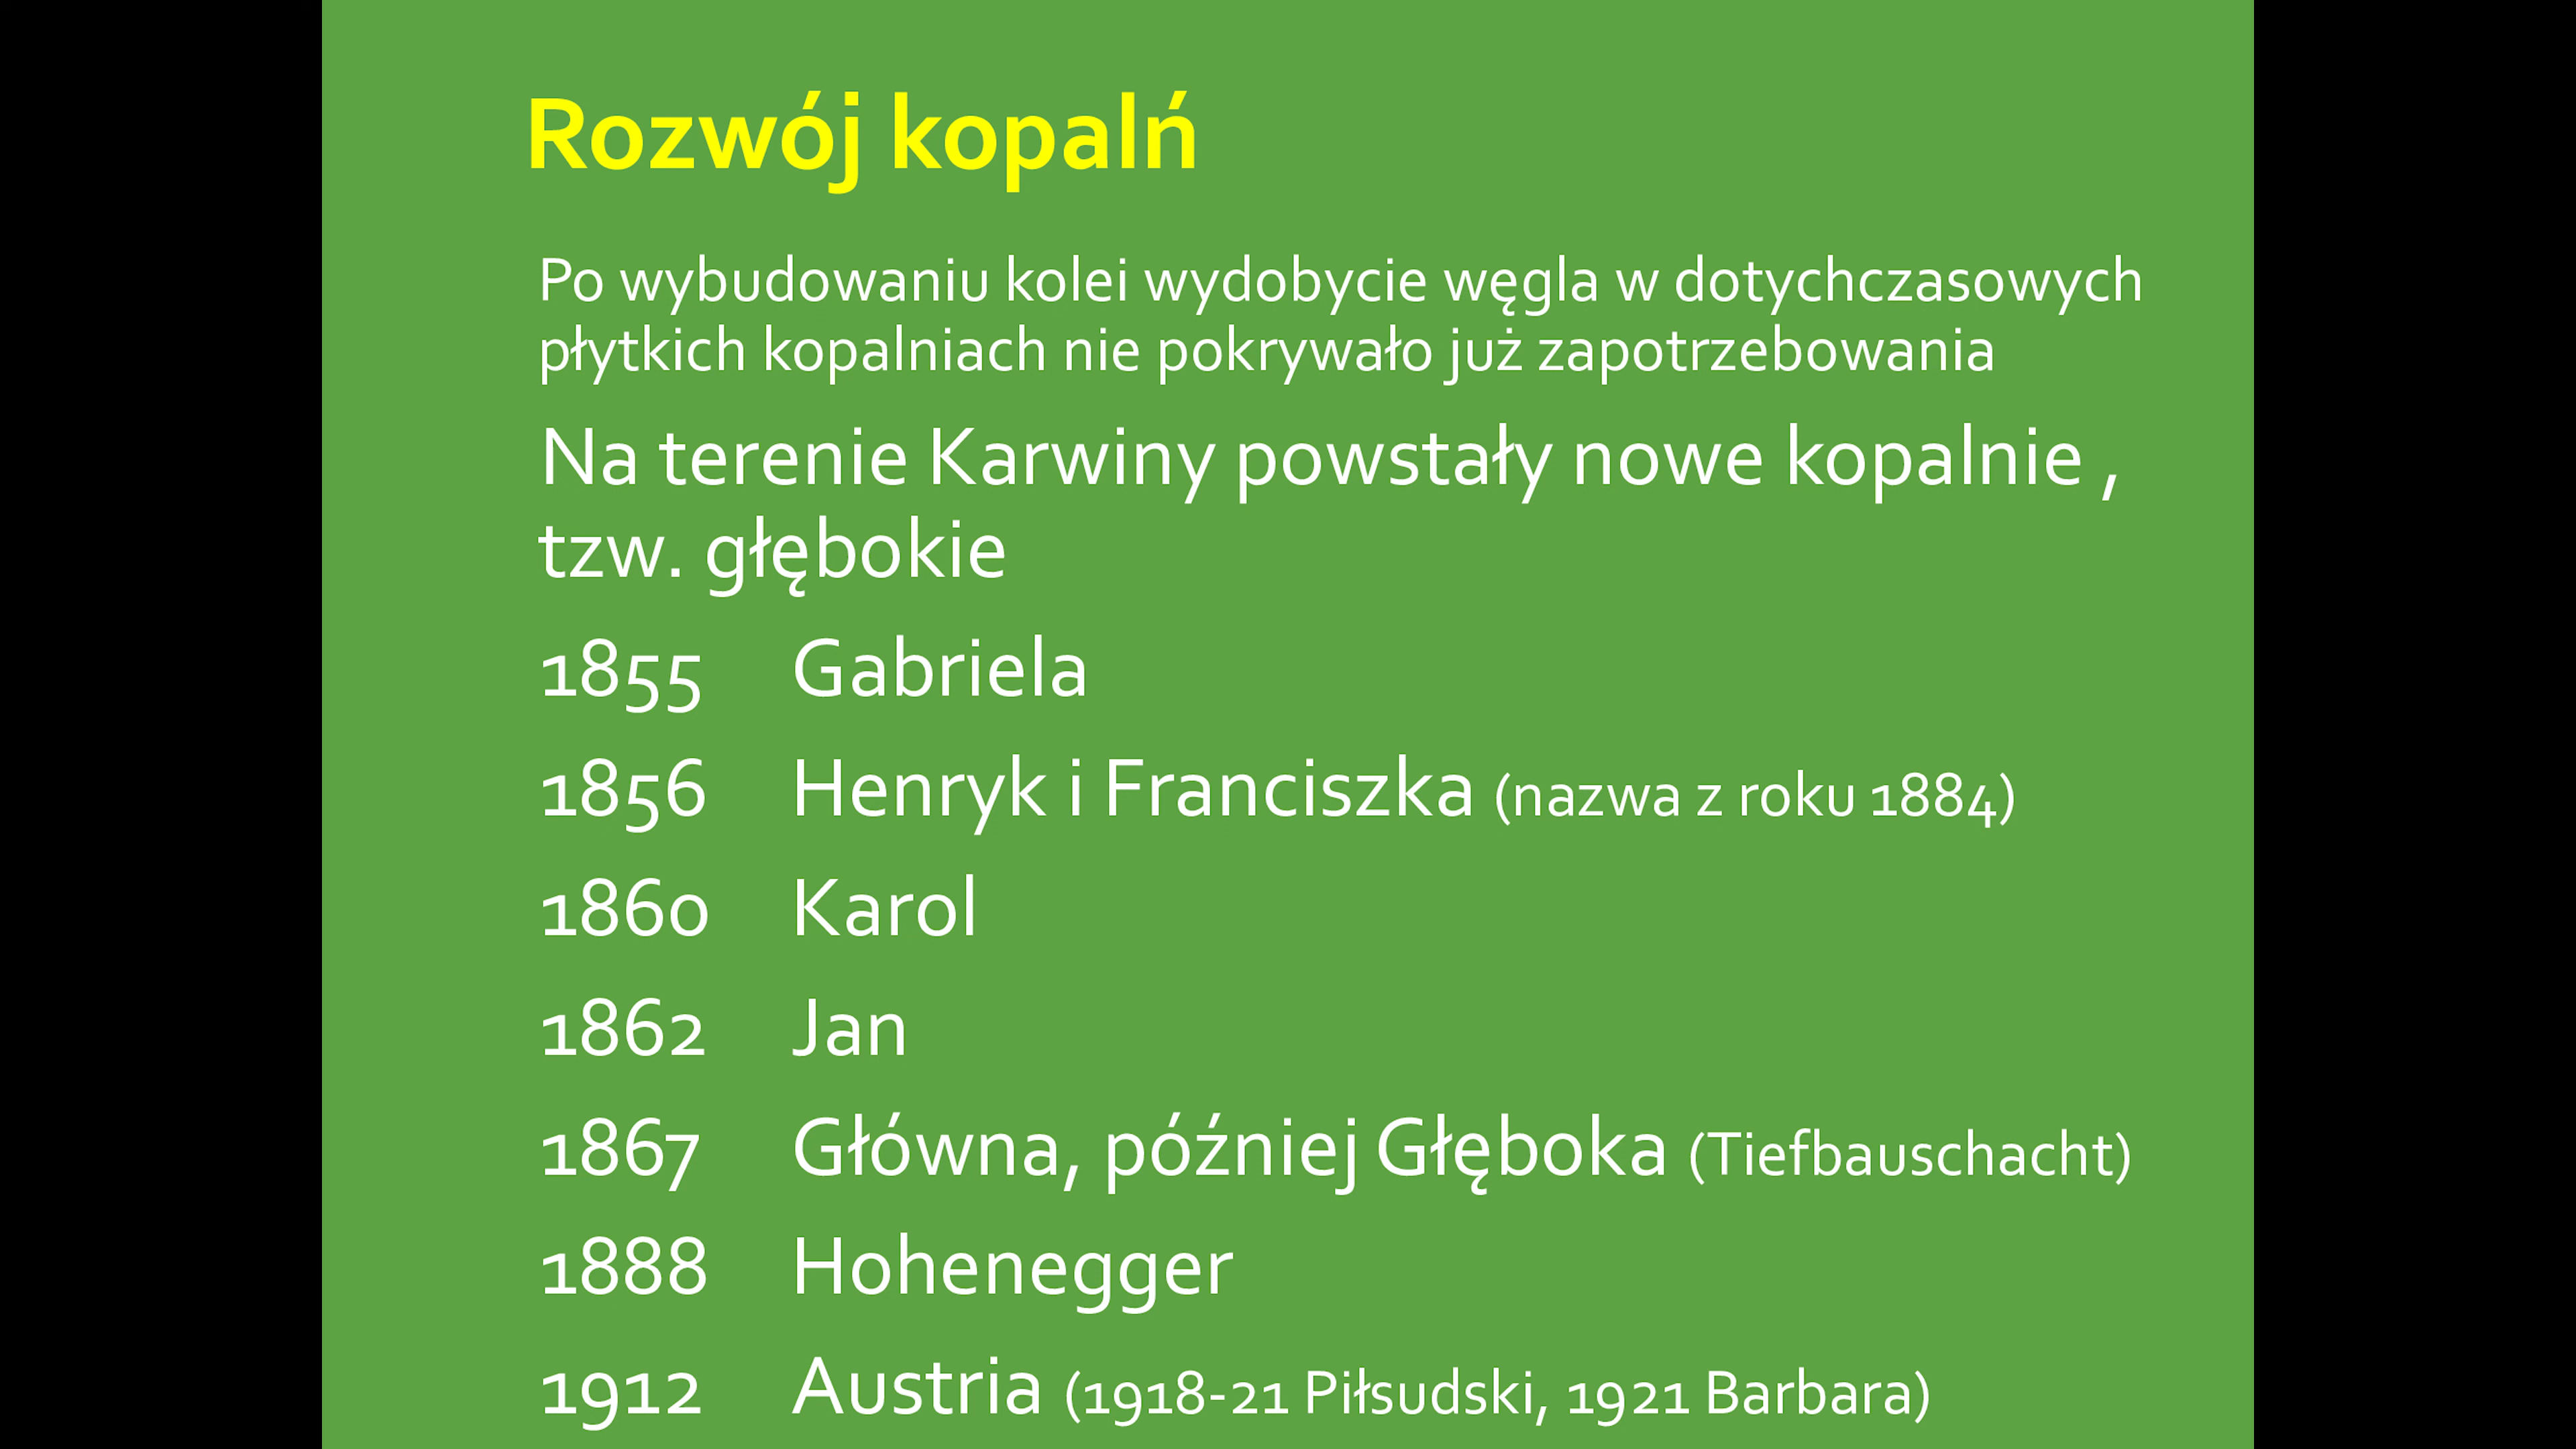 Rozwój kopalń
Po wybudowaniu kolei wydobycie węgla w dotychczasowych
płytkich kopalniach nie pokrywało już zapotrzebowania
Na terenie Karwiny powstały nowe kopalnie ,
tzw. głębokie
1855 Gabriela
1856 Henryk i Franciszka (nazwa z roku 1884)
1860 Karol
1862 Jan
1867 Główna, później Głęboka (Tiefbauschacht)
1888 Hohenegger
1912 Austria (1918-21 Piłsudski, 1921 Barbara)